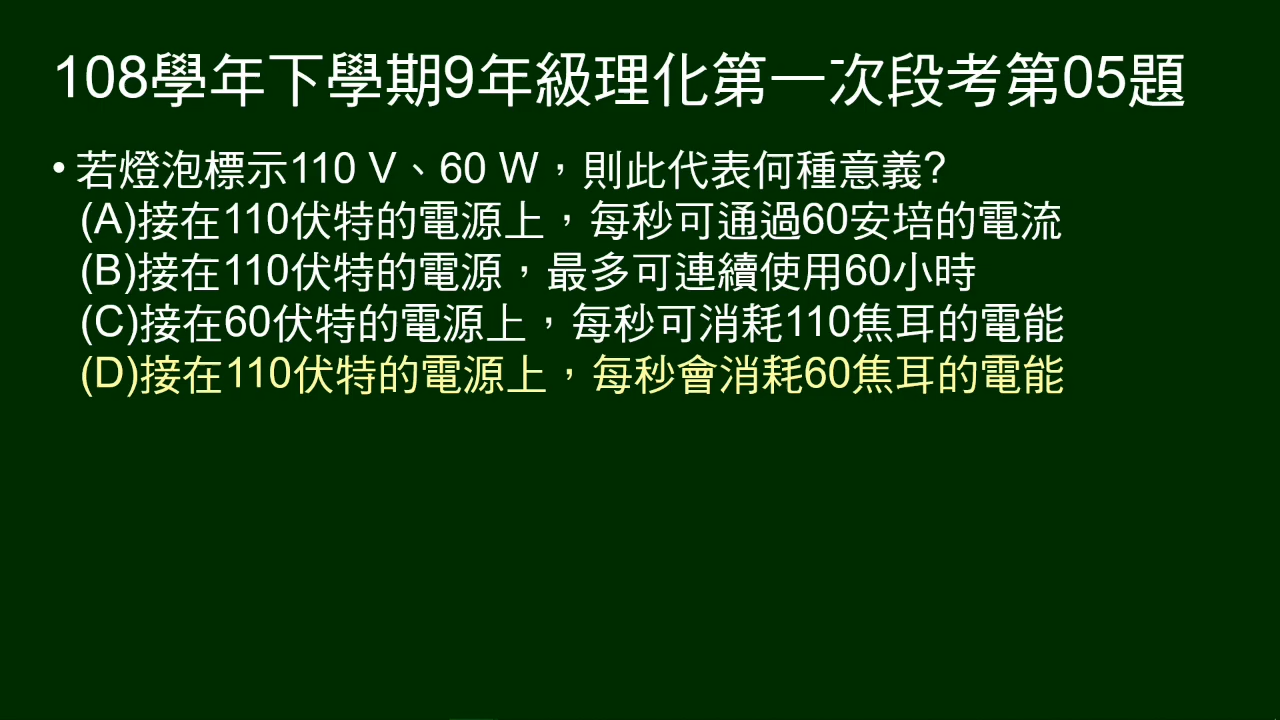 108學年下學期9年級理化第一次段考第05題
• 若燈泡標示110 V、60 W，則此代表何種意義?
(A)接在110伏特的電源上，每秒可通過60安培的電流
(B)接在110伏特的電源，最多可連續使用60小時
(C)接在60伏特的電源上，每秒可消耗110焦耳的電能
(D)接在110伏特的電源上，每秒會消耗60焦耳的電能